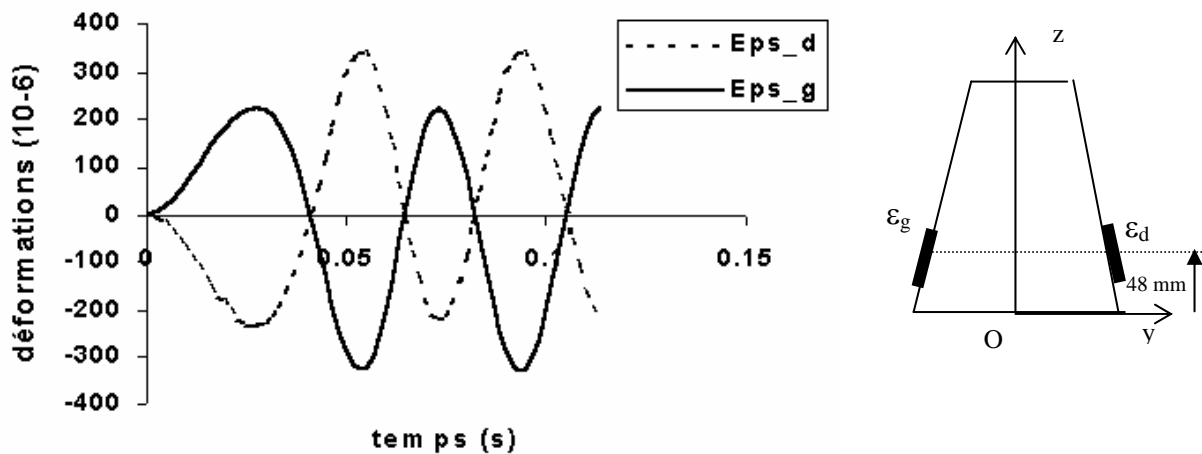 400
300
200
100
0
-100
-200
-300
-400
déformations (10-6)
0
0.05
0.1
0.15
tem ps (s)
Eps_d
Eps_g
z
εg
εd
48 mm
O
y